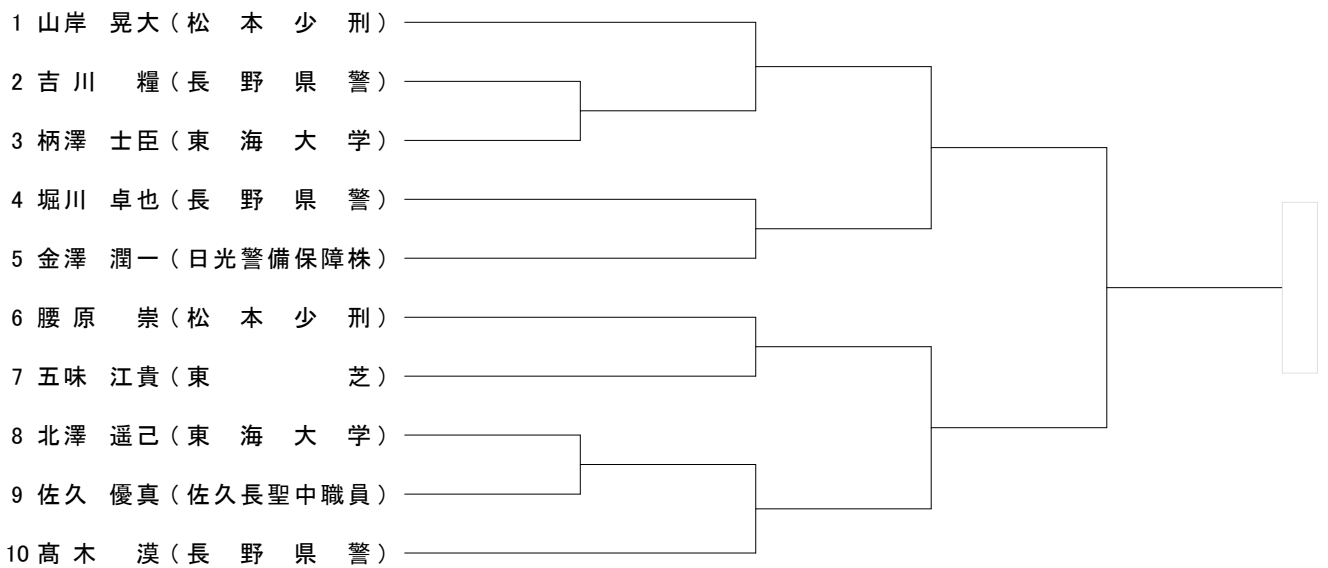 1 山岸 晃大（松本少刑）
2 吉川 糧（長野県警）
3 柄澤 士臣（東海大学）
4 堀川 卓也（長野県警）
5 金澤 潤一（日光警備保障株）
6 腰原 崇（松本少刑）
7 五味 江貴（東芝）
8 北澤 遥己（東海大学）
9 佐久 優真（佐久長聖中職員）
10 髙木 漠（長野県警）